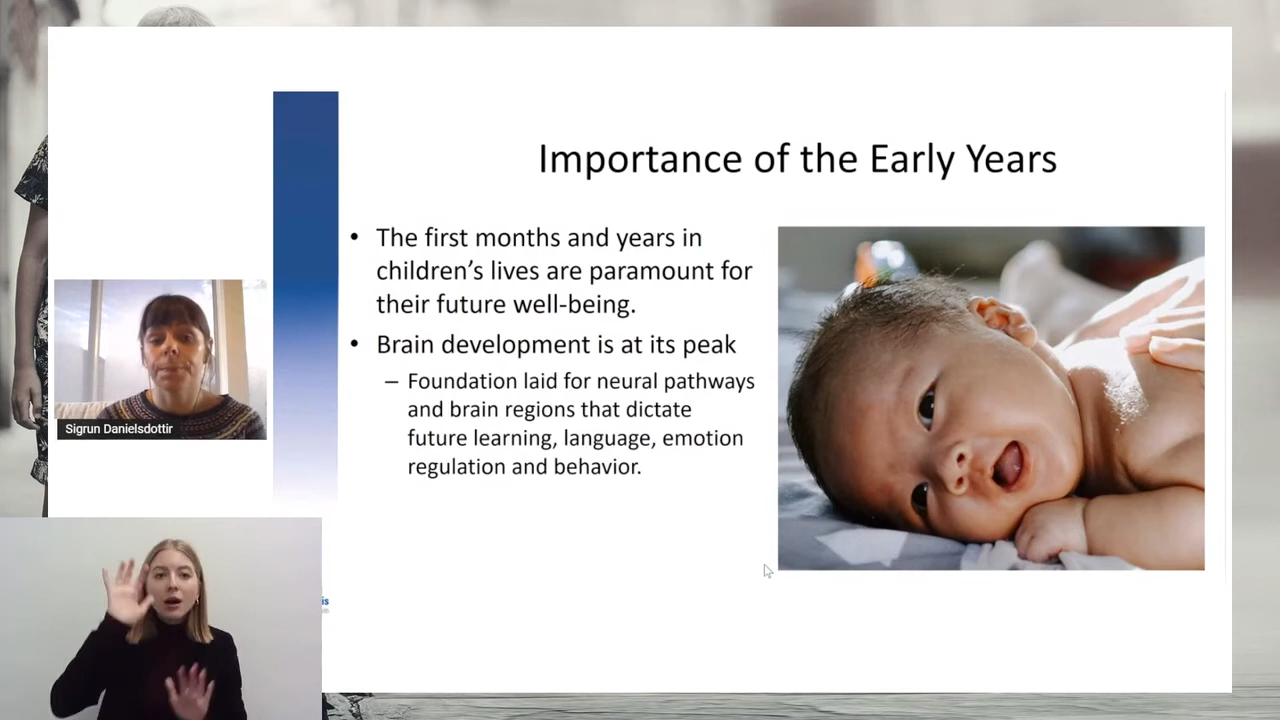 Importance of the Early Years
• The first months and years in
children’s lives are paramount for
their future well-being.
• Brain development is at its peak
– Foundation laid for neural pathways
and brain regions that dictate
future learning, language, emotion
regulation and behavior.
Sigrun Danielsdottir
is